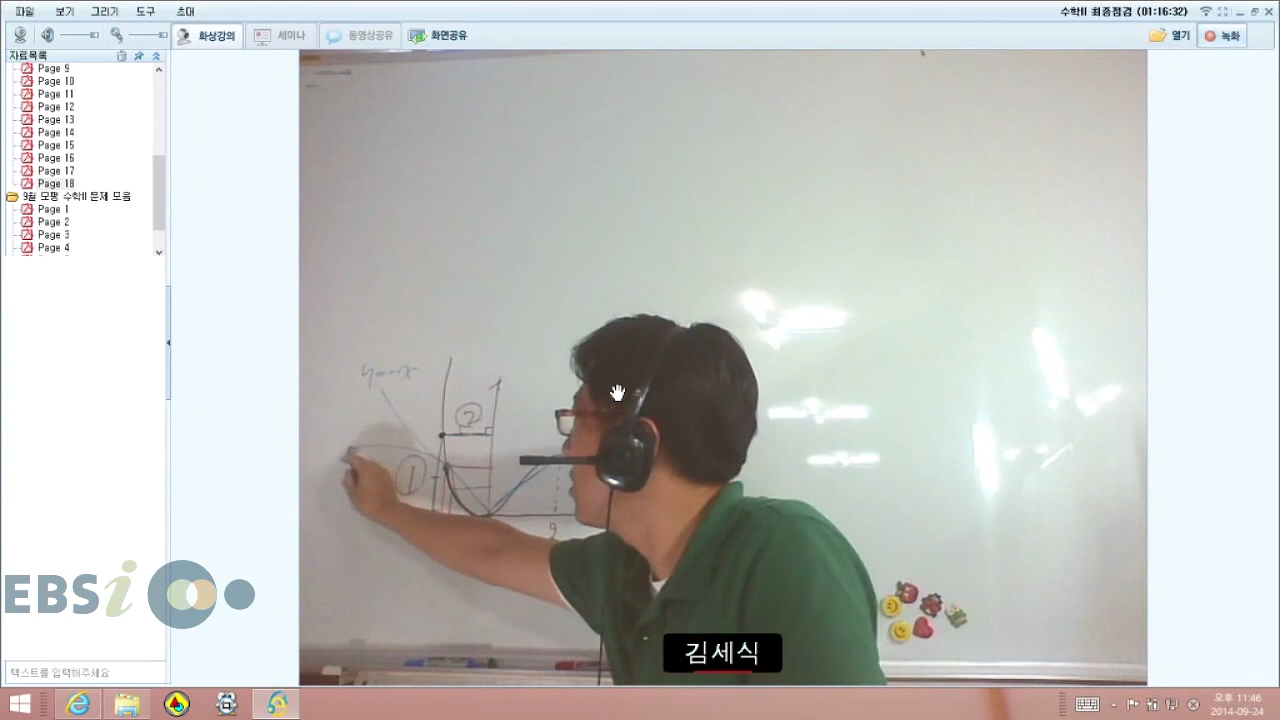 파일 보기 그리기 도구 초대
수학II 최종점검 (01:16:32)
화상강의 세미나 동영상공유 화면공유
열기 녹화
자료목록
Page 9
Page 10
Page 11
Page 12
Page 13
Page 14
Page 15
Page 16
Page 17
Page 18
9월 모평 수학II 문제 모음
Page 1
Page 2
Page 3
Page 4
y=-x
②
①
EBSi
김세식
텍스트를 입력해주세요
오후 11:46
2014-09-24